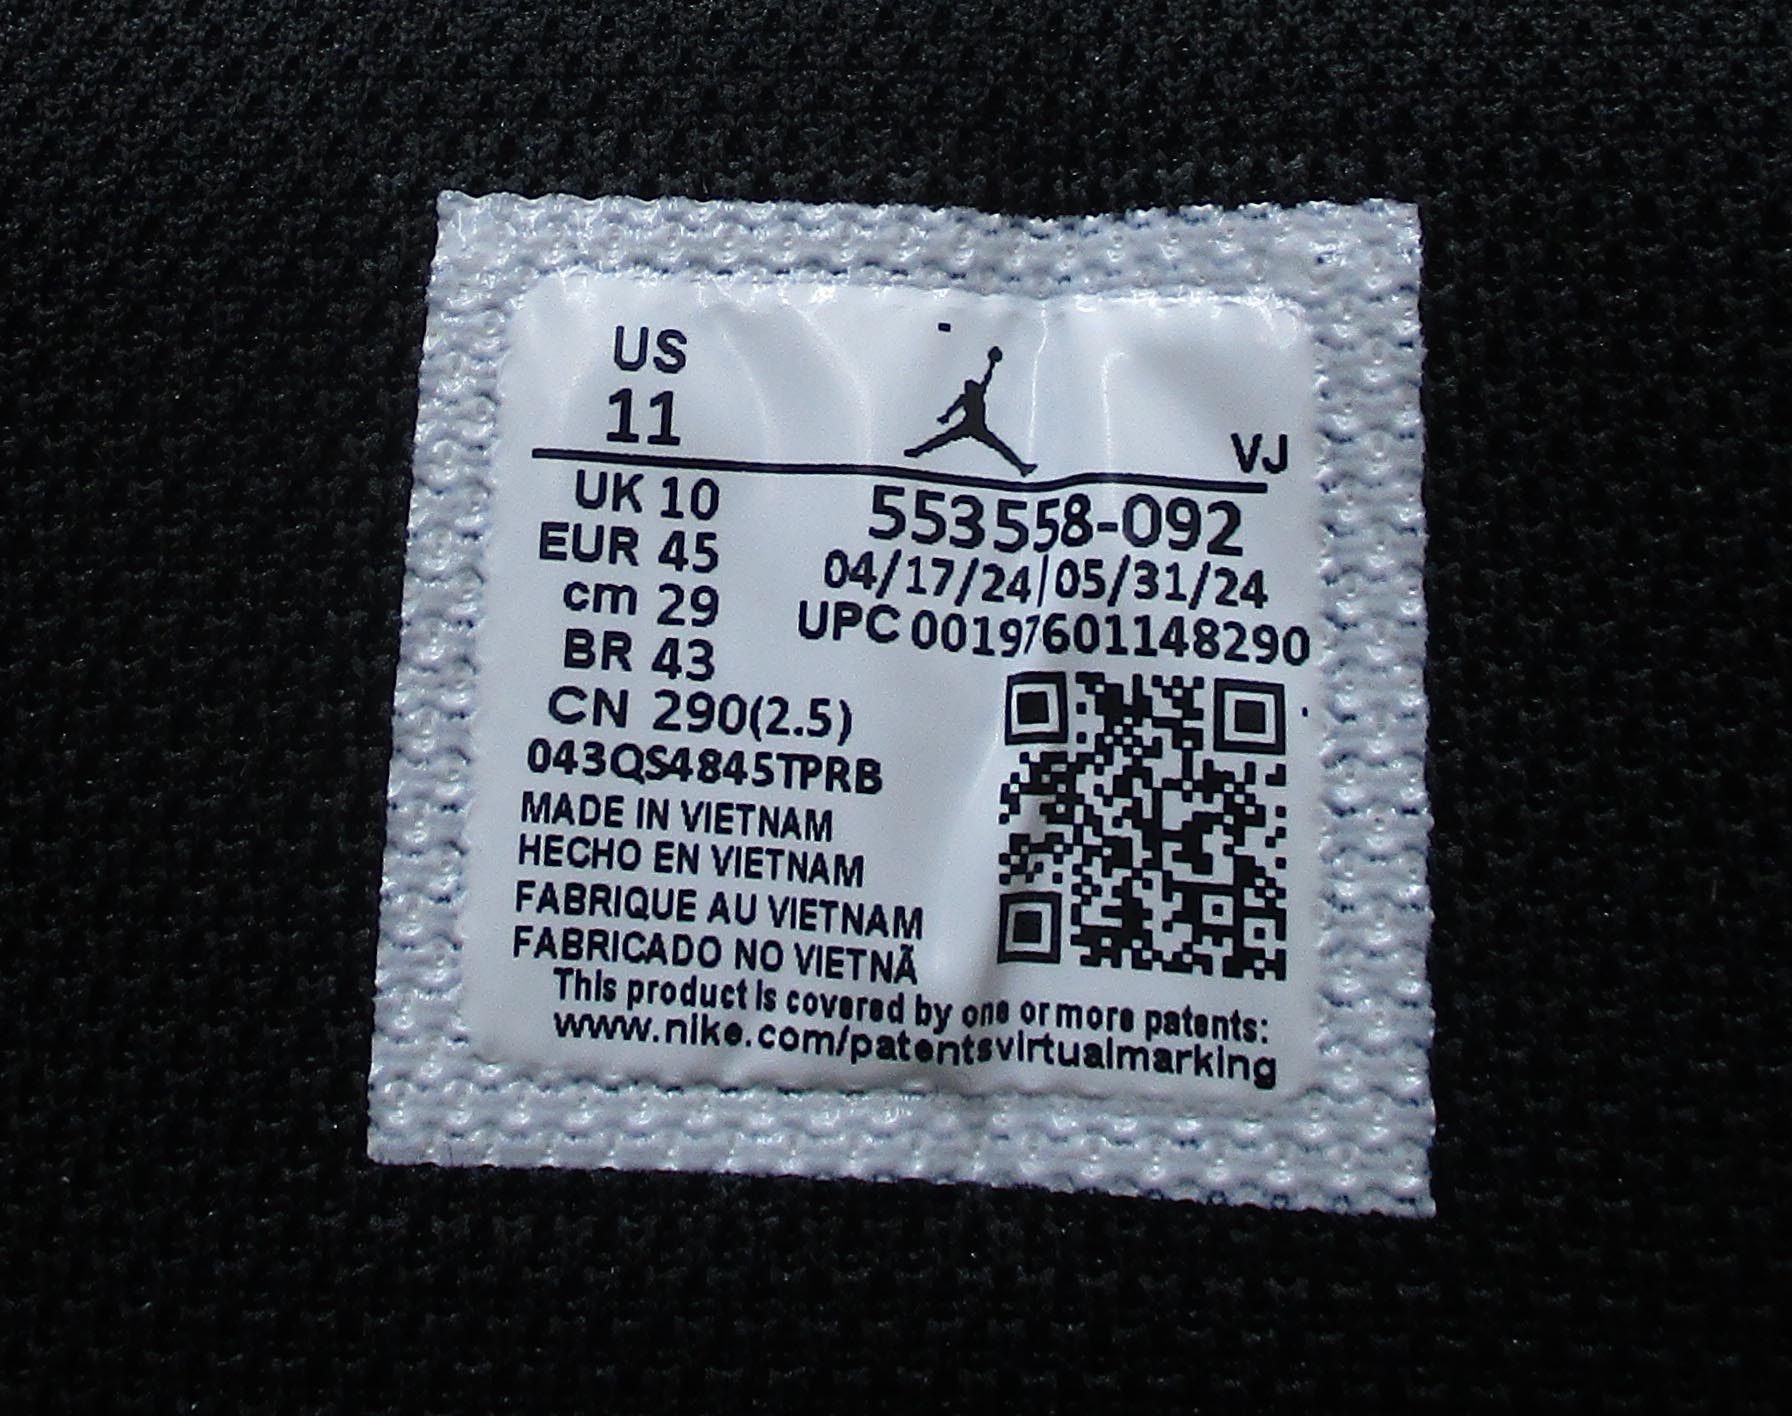 US
11
VJ
UK 10
EUR 45
cm 29
BR 43
CN 290(2.5)
553558-092
04/17/24|05/31/24
UPC 00197601148290
043QS4845TPRB
MADE IN VIETNAM
HECHO EN VIETNAM
FABRIQUE AU VIETNAM
FABRICADO NO VIETNÃ
This product is covered by one or more patents:
www.nike.com/patentsvirtualmarking